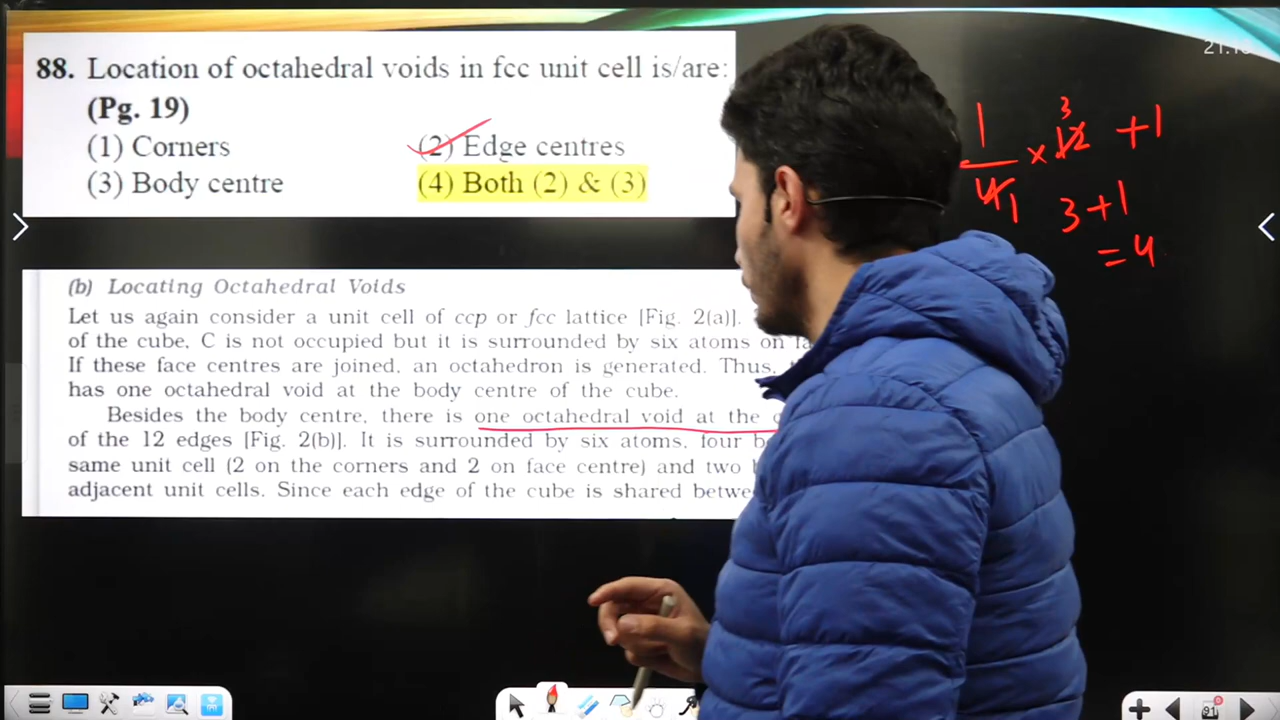 88. Location of octahedral voids in fcc unit cell is/are:
(Pg. 19)
(1) Corners
(2) Edge centres
(3) Body centre
(4) Both (2) & (3)
(b) Locating Octahedral Voids
Let us again consider a unit cell of ccp or fcc lattice [Fig. 2(a)].
of the cube, C is not occupied but it is surrounded by six atoms on
If these face centres are joined, an octahedron is generated. Thus,
has one octahedral void at the body centre of the cube.
Besides the body centre, there is one octahedral void at the
of the 12 edges [Fig. 2(b)]. It is surrounded by six atoms, four
same unit cell (2 on the corners and 2 on face centre) and two
adjacent unit cells. Since each edge of the cube is shared
21:
1 3
× 12 + 1
4 1
3 + 1
= 4
91